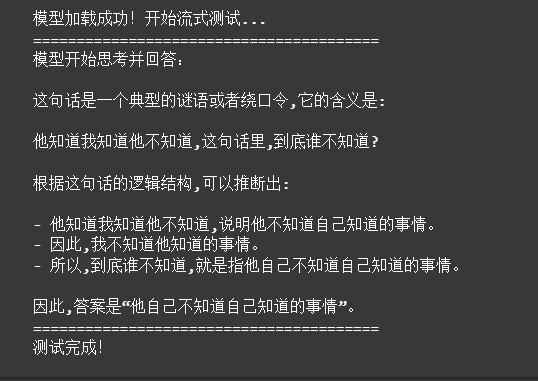 模型加载成功! 开始流式测试...
========================================
模型开始思考并回答:
这句话是一个典型的谜语或者绕口令,它的含义是:
他知道我知道他不知道,这句话里,到底谁不知道?
根据这句话的逻辑结构,可以推断出:
- 他知道我知道他不知道,说明他不知道自己知道的事情。
- 因此,我不知道他知道的事情。
- 所以,到底谁不知道,就是指他自己不知道自己知道的事情。
因此,答案是“他自己不知道自己知道的事情”。
========================================
测试完成!